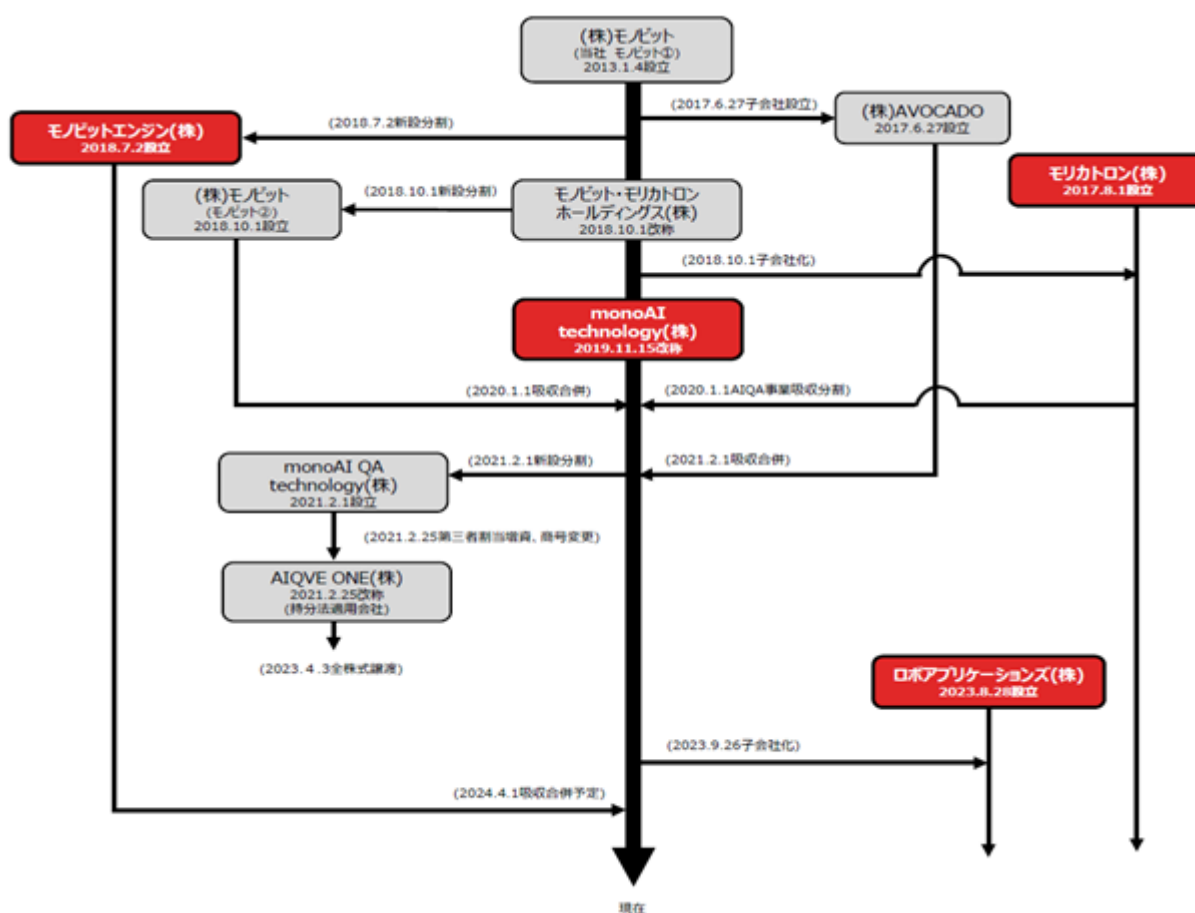 (株)モノビット
(当社 モノビット①)
2013.1.4設立
(2017.6.27子会社設立)
(株)AVOCADO
2017.6.27設立
モノビットエンジン(株)
2018.7.2設立
(2018.7.2新設分割)
モリカトロン(株)
2017.8.1設立
(株)モノビット
(モノビット②)
2018.10.1設立
(2018.10.1新設分割)
モノビット・モリカトロン
ホールディングス(株)
2018.10.1改称
(2018.10.1子会社化)
monoAI
technology(株)
2019.11.15改称
(2020.1.1吸収合併)
(2020.1.1AIQA事業吸収分割)
monoAI QA
technology(株)
2021.2.1設立
(2021.2.1新設分割)
(2021.2.1吸収合併)
(2021.2.25第三者割当増資、商号変更)
AIQVE ONE(株)
2021.2.25改称
(持分法適用会社)
(2023.4.3全株式譲渡)
ロボアプリケーションズ(株)
2023.8.28設立
(2023.9.26子会社化)
(2024.4.1吸収合併予定)
現在